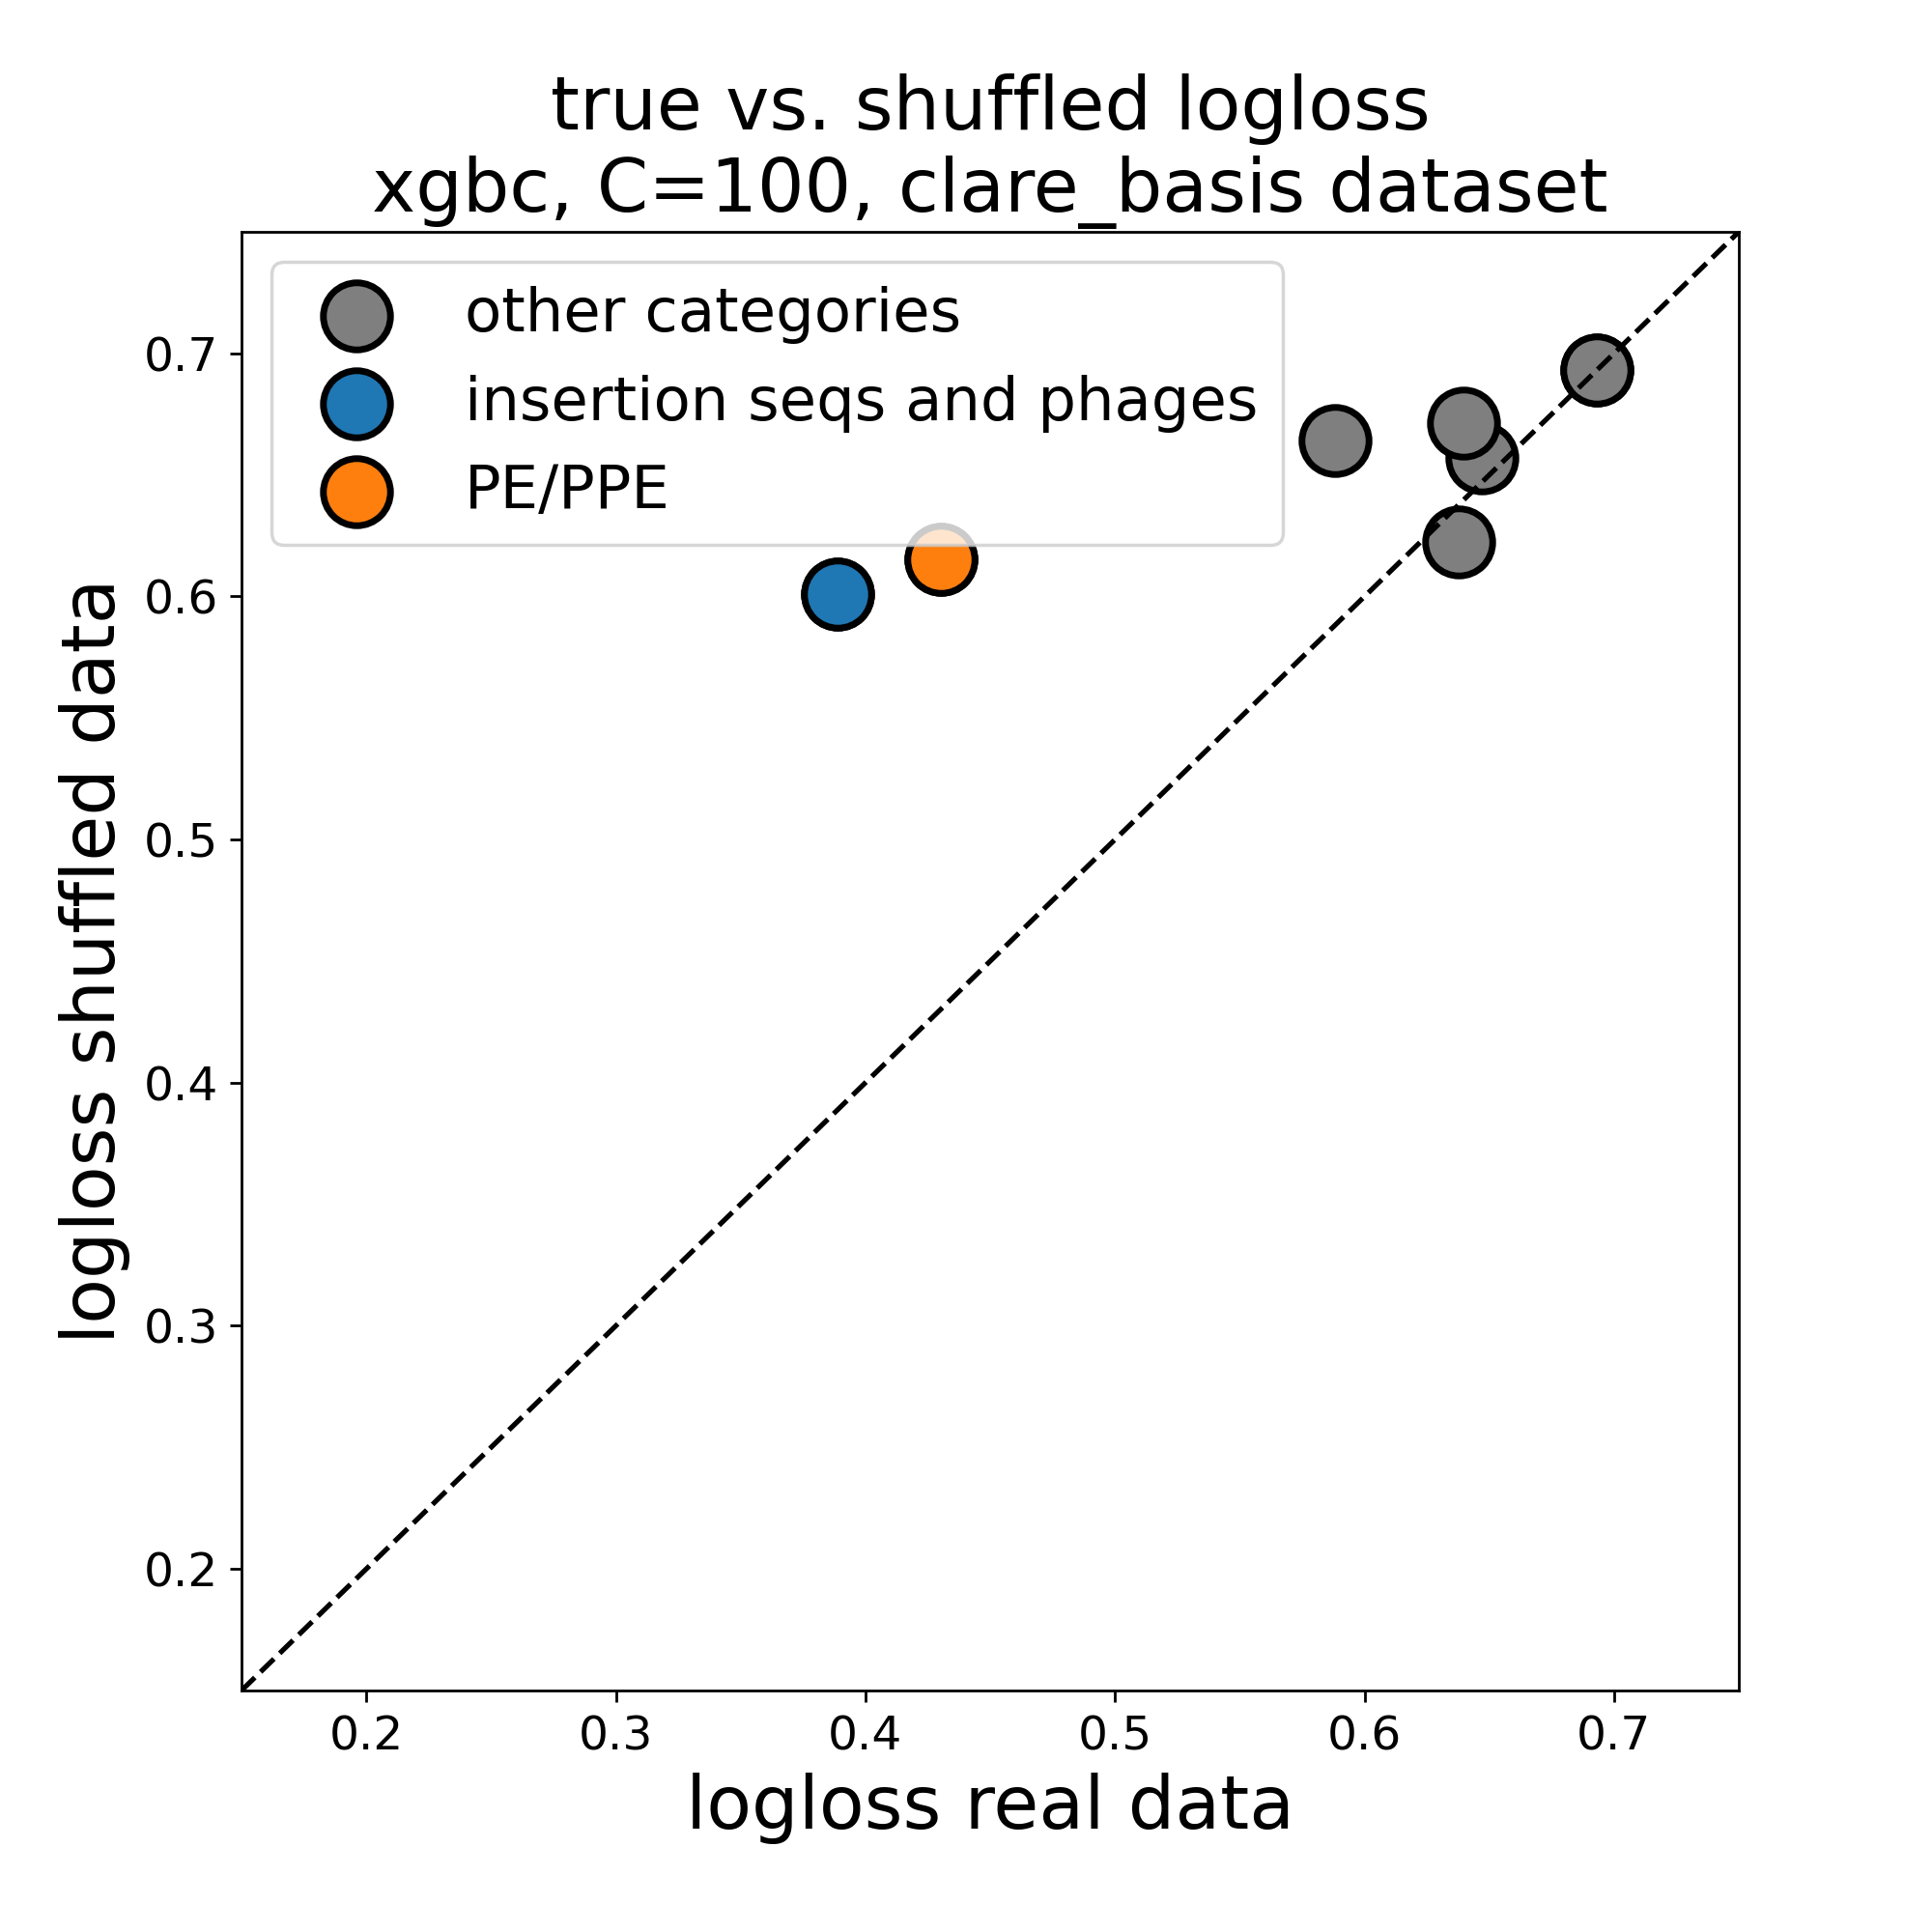 true vs. shuffled logloss
xgbc, C=100, clare_basis dataset
other categories
insertion seqs and phages
PE/PPE
logloss shuffled data
0.7
0.6
0.5
0.4
0.3
0.2
0.2 0.3 0.4 0.5 0.6 0.7
logloss real data